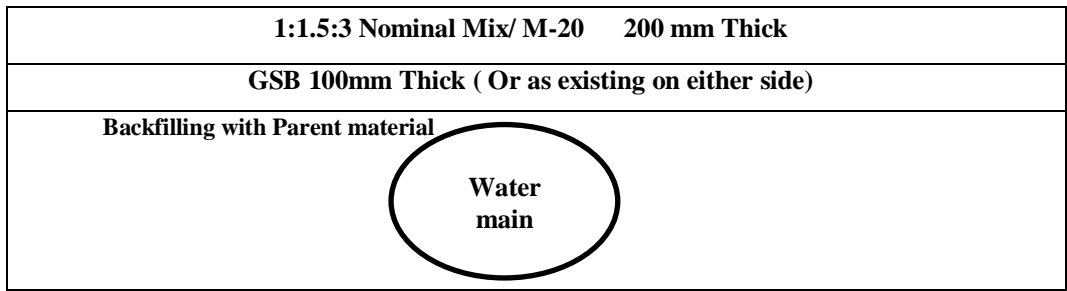 1:1.5:3 Nominal Mix/ M-20 200 mm Thick
GSB 100mm Thick ( Or as existing on either side)
Backfilling with Parent material
Water
main